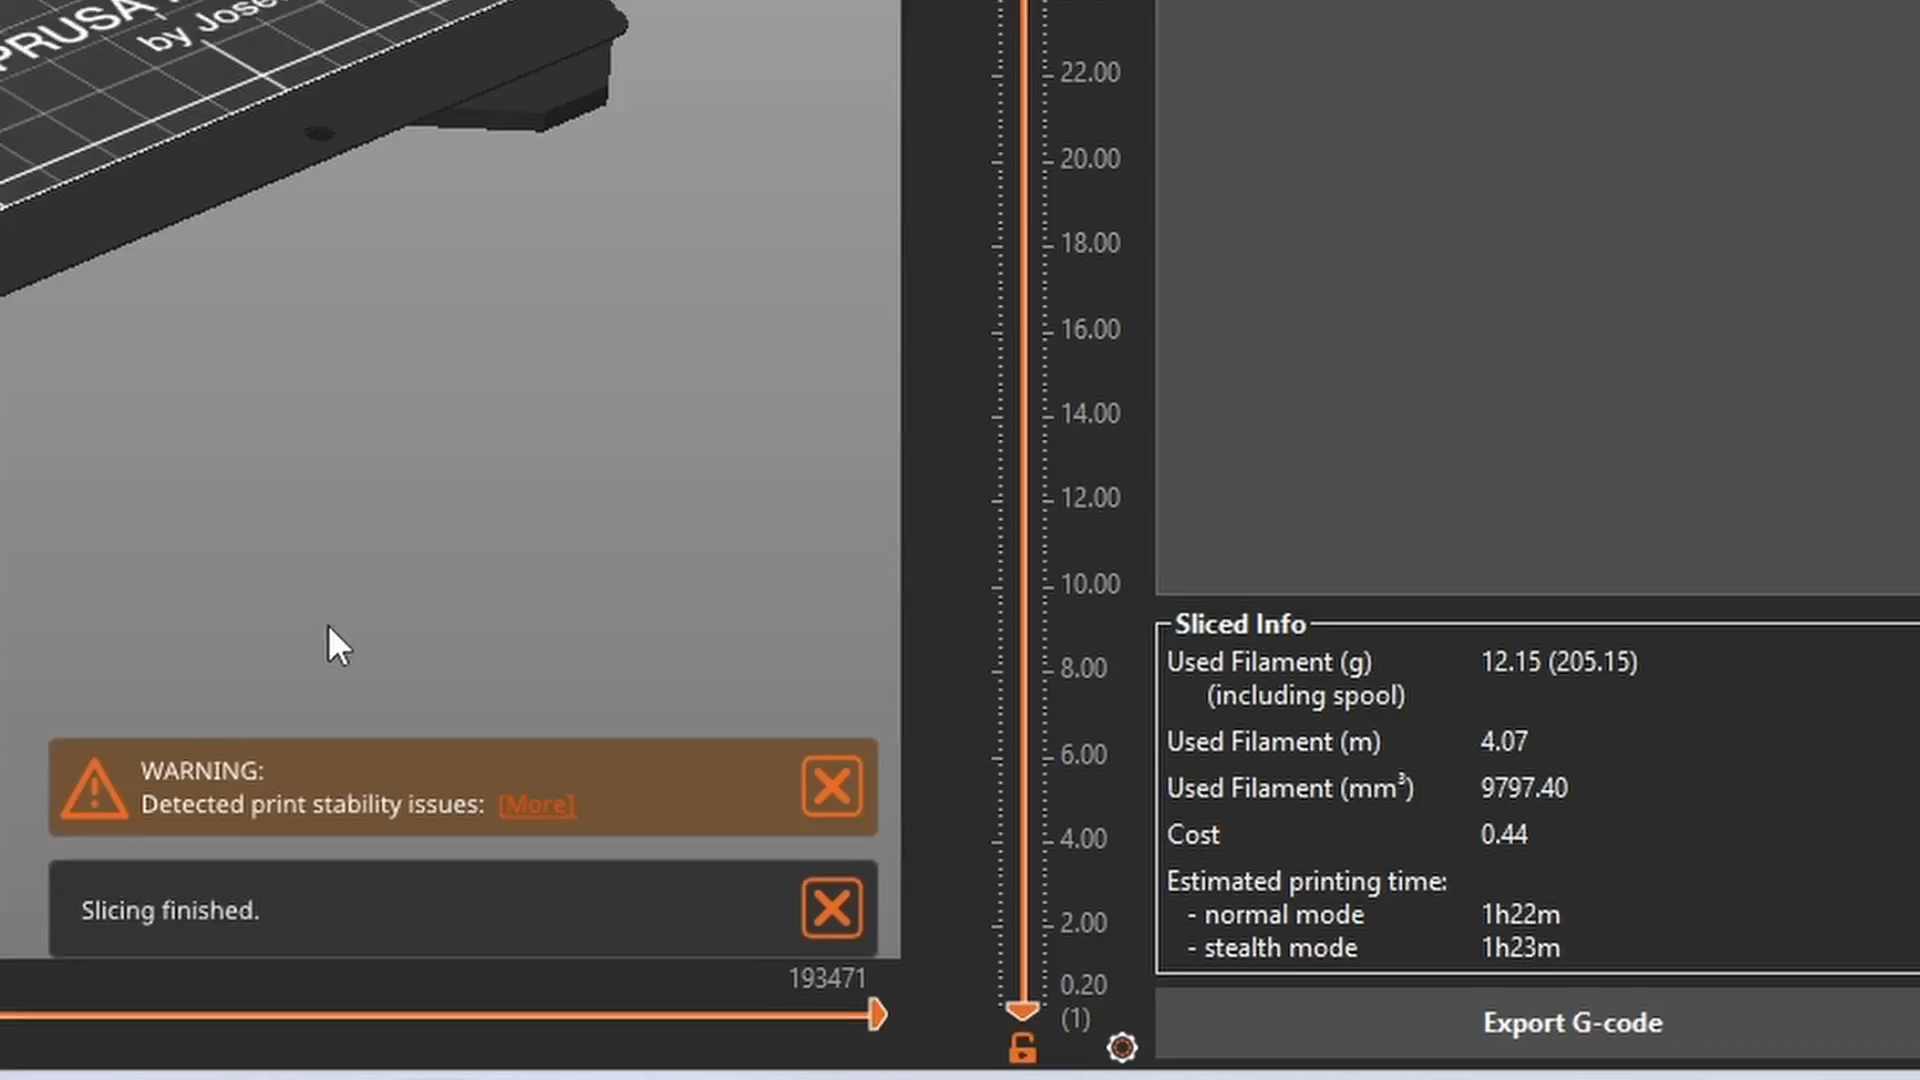 PRUSA
by Josef
22.00
20.00
18.00
16.00
14.00
12.00
10.00
8.00
6.00
4.00
2.00
0.20
(1)
WARNING:
Detected print stability issues: [More]
Slicing finished.
193471
Sliced Info
Used Filament (g) 12.15 (205.15)
(including spool)
Used Filament (m) 4.07
Used Filament (mm³) 9797.40
Cost 0.44
Estimated printing time:
- normal mode 1h22m
- stealth mode 1h23m
Export G-code